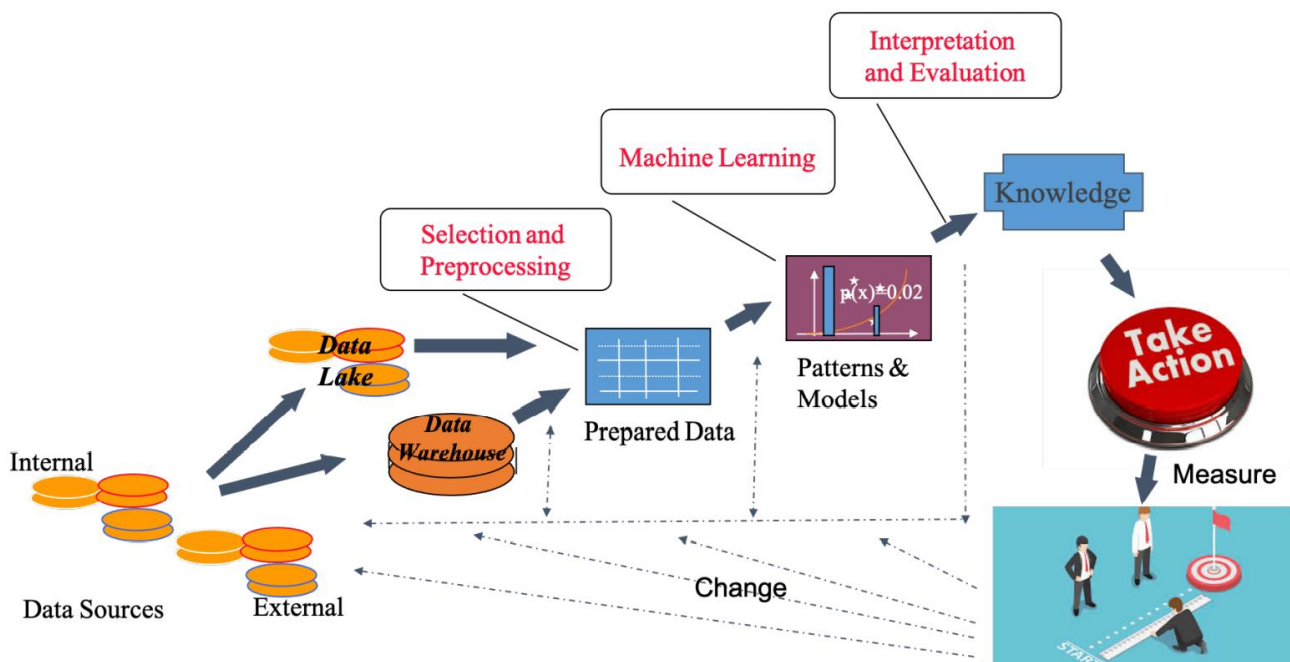 Interpretation
and Evaluation
Machine Learning
Knowledge
Selection and
Preprocessing
p(x)=0.02
Take
Action
Data
Lake
Patterns &
Models
Data
Warehouse
Prepared Data
Internal
Measure
Change
Data Sources
External
START